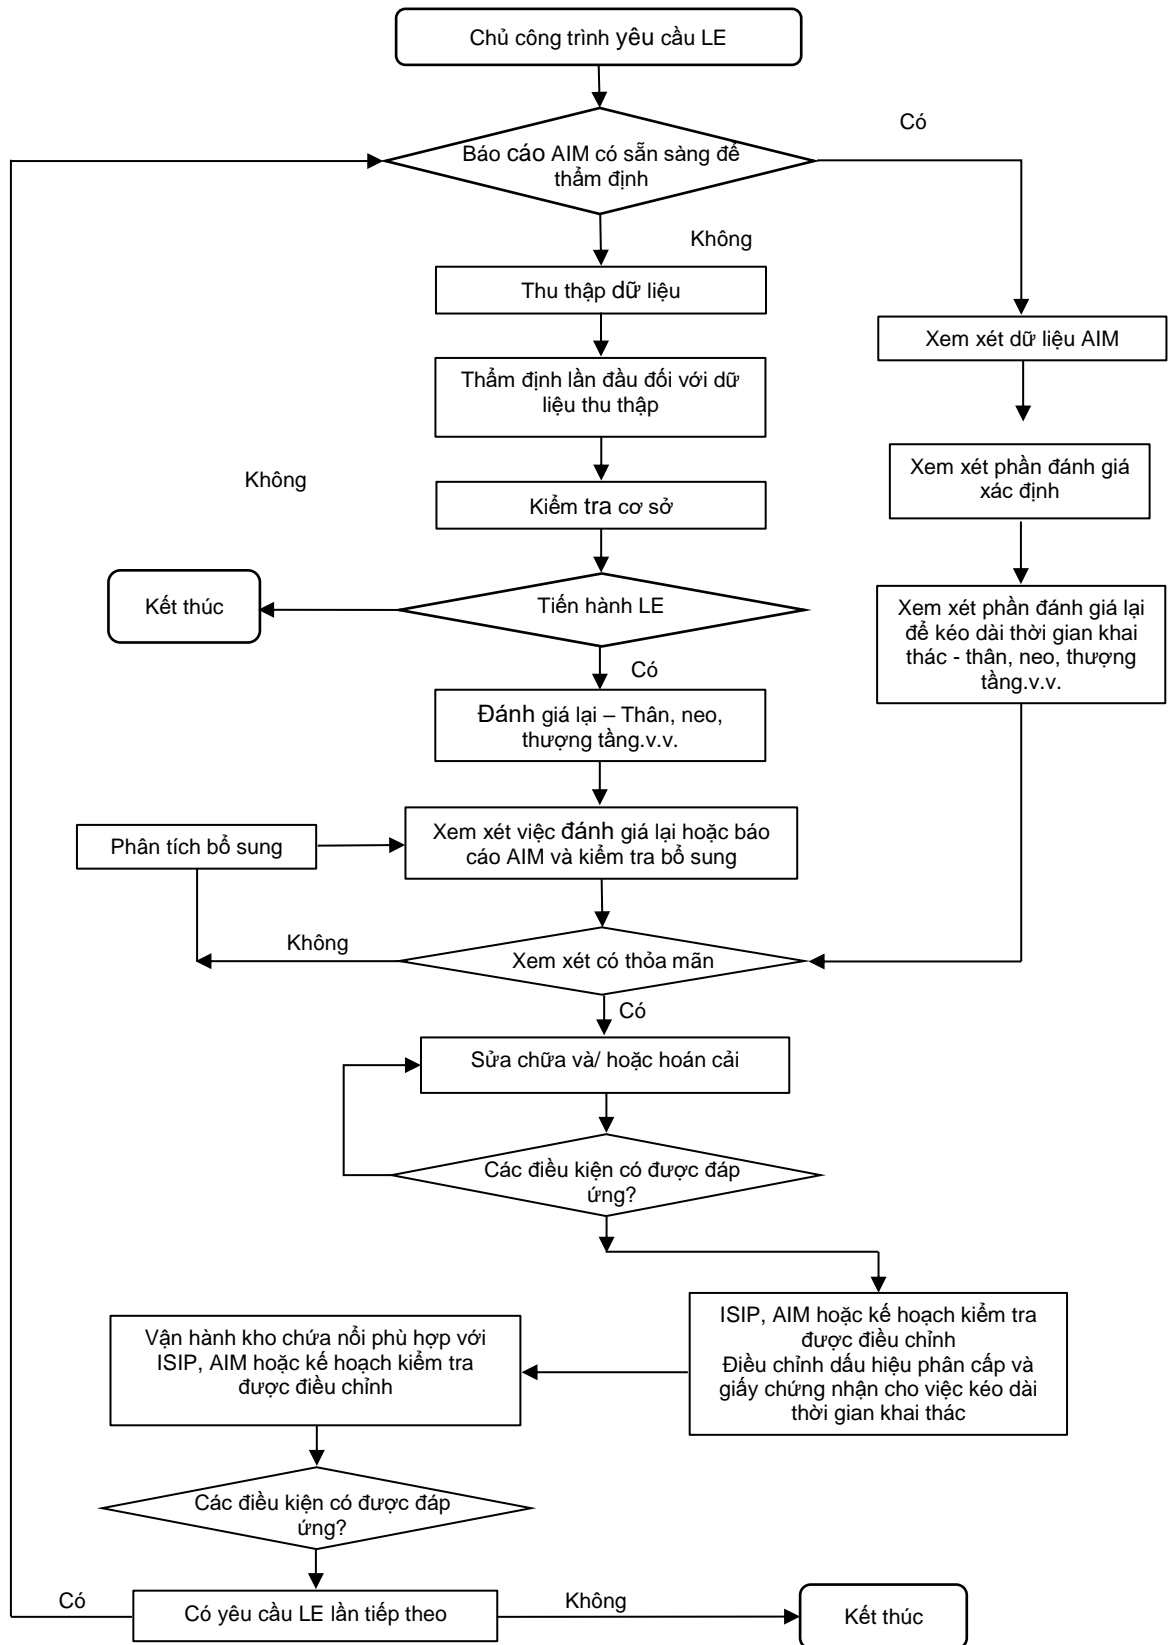 Chủ công trình yêu cầu LE
Có
Báo cáo AIM có sẵn sàng để
thẩm định
Không
Thu thập dữ liệu
Xem xét dữ liệu AIM
Thẩm định lần đầu đối với dữ
liệu thu thập
Xem xét phần đánh giá
xác định
Không
Kiểm tra cơ sở
Kết thúc
Tiến hành LE
Xem xét phần đánh giá lại
để kéo dài thời gian khai
thác - thân, neo, thượng
tầng.v.v.
Có
Đánh giá lại – Thân, neo,
thượng tầng.v.v.
Phân tích bổ sung
Xem xét việc đánh giá lại hoặc báo
cáo AIM và kiểm tra bổ sung
Không
Xem xét có thỏa mãn
Có
Sửa chữa và/ hoặc hoán cải
Các điều kiện có được đáp
ứng?
ISIP, AIM hoặc kế hoạch kiểm tra
được điều chỉnh
Điều chỉnh dấu hiệu phân cấp và
giấy chứng nhận cho việc kéo dài
thời gian khai thác
Vận hành kho chứa nổi phù hợp với
ISIP, AIM hoặc kế hoạch kiểm tra
được điều chỉnh
Các điều kiện có được đáp
ứng?
Có
Có yêu cầu LE lần tiếp theo
Không
Kết thúc